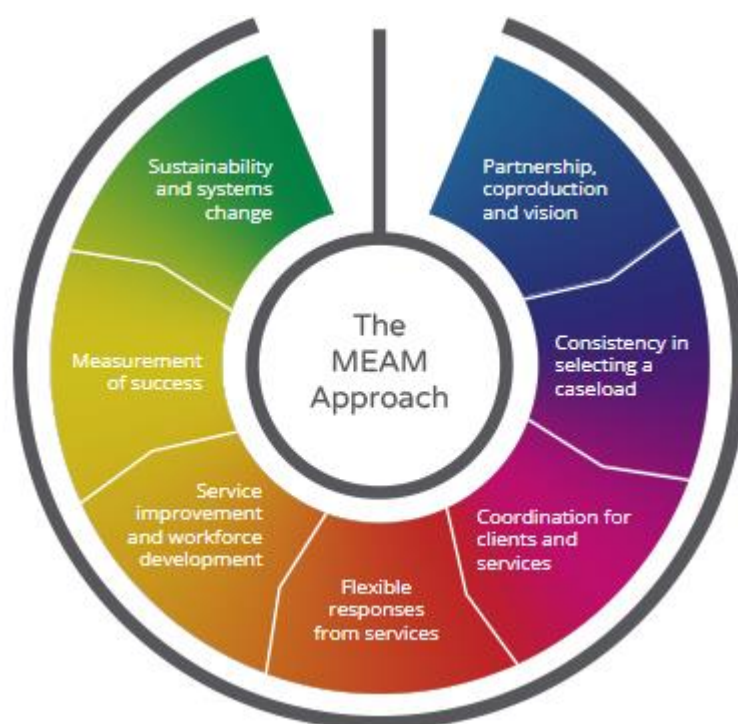 The
MEAM
Approach
Partnership,
coproduction
and vision
Consistency in
selecting a
caseload
Coordination for
clients and
services
Flexible
responses
from services
Service
improvement
and workforce
development
Measurement
of success
Sustainability
and systems
change